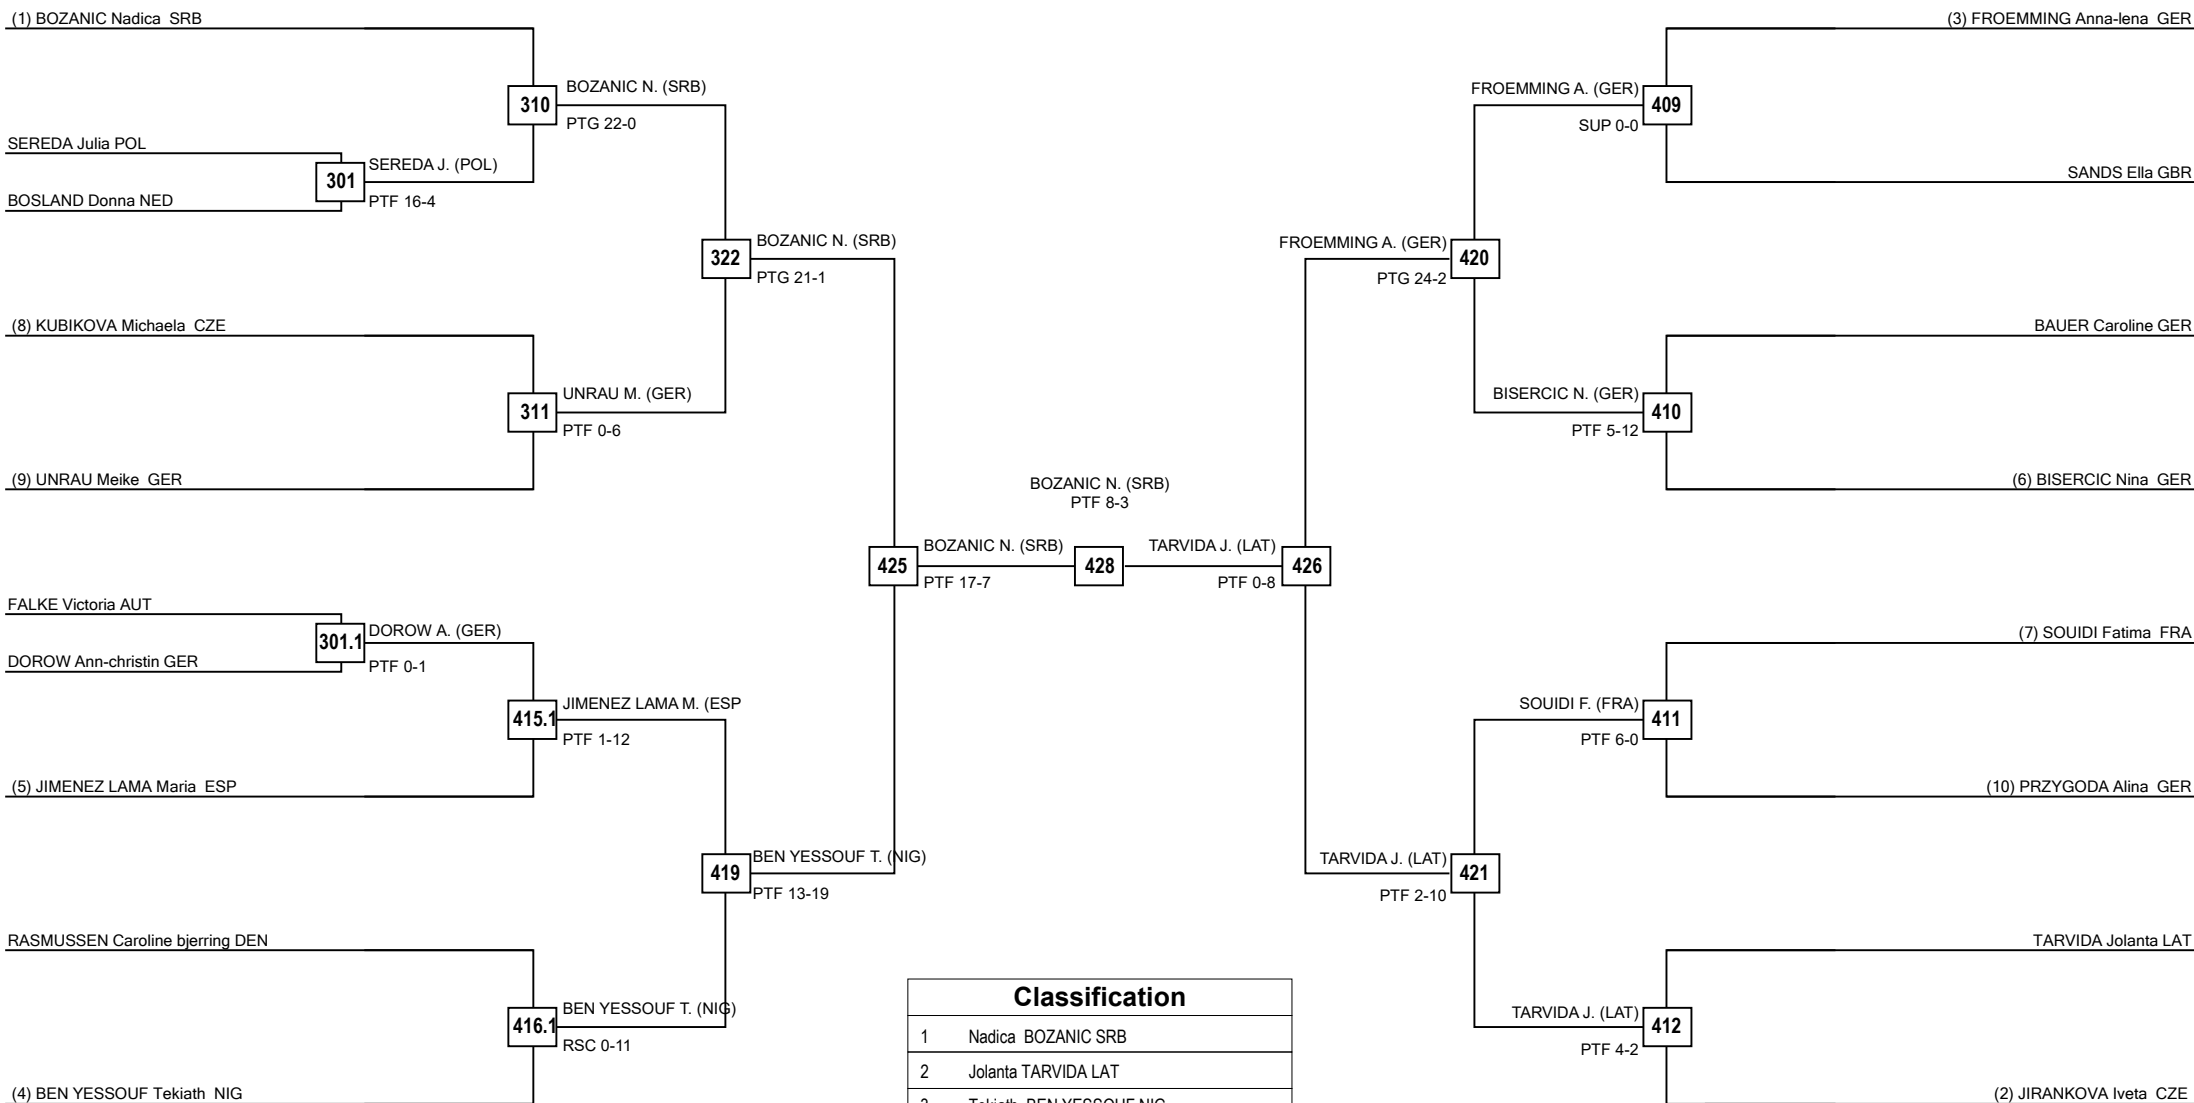 (1) BOZANIC Nadica SRB
(3) FROEMMING Anna-lena GER
BOZANIC N. (SRB)
310
PTG 22-0
FROEMMING A. (GER)
409
SUP 0-0
SEREDA Julia POL
301
SEREDA J. (POL)
PTF 16-4
BOSLAND Donna NED
SANDS Ella GBR
322
BOZANIC N. (SRB)
PTG 21-1
FROEMMING A. (GER)
420
PTG 24-2
(8) KUBIKOVA Michaela CZE
BAUER Caroline GER
311
UNRAU M. (GER)
PTF 0-6
BISERCIC N. (GER)
410
PTF 5-12
(9) UNRAU Meike GER
(6) BISERCIC Nina GER
BOZANIC N. (SRB)
PTF 8-3
425
BOZANIC N. (SRB)
PTF 17-7
428
TARVIDA J. (LAT)
426
PTF 0-8
FALKE Victoria AUT
301.1
DOROW A. (GER)
PTF 0-1
DOROW Ann-christin GER
(7) SOUIDI Fatima FRA
415.1
JIMENEZ LAMA M. (ESP
PTF 1-12
SOUIDI F. (FRA)
411
PTF 6-0
(5) JIMENEZ LAMA Maria ESP
(10) PRZYGODA Alina GER
419
BEN YESSOUF T. (NIG)
PTF 13-19
TARVIDA J. (LAT)
421
PTF 2-10
RASMUSSEN Caroline bjerring DEN
TARVIDA Jolanta LAT
416.1
BEN YESSOUF T. (NIG)
RSC 0-11
TARVIDA J. (LAT)
412
PTF 4-2
(4) BEN YESSOUF Tekiath NIG
(2) JIRANKOVA Iveta CZE
Classification
1 Nadica BOZANIC SRB
2 Jolanta TARVIDA LAT
3 Tekiath BEN YESSOUF NIG